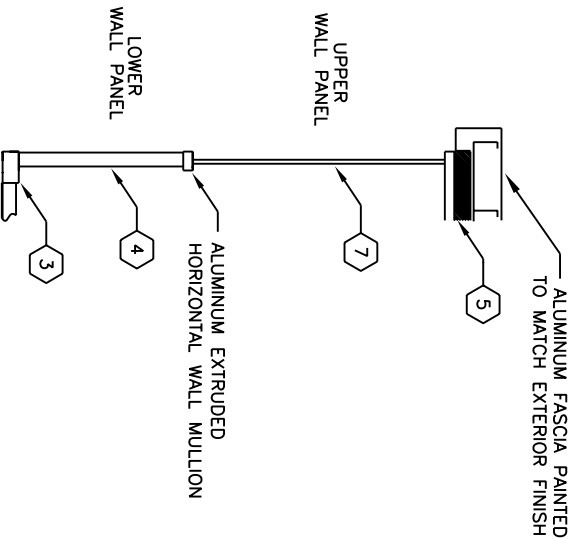 ALUMINUM FASCIA PAINTED
TO MATCH EXTERIOR FINISH
5
UPPER
WALL PANEL
7
ALUMINUM EXTRUDED
HORIZONTAL WALL MULLION
LOWER
WALL PANEL
4
3